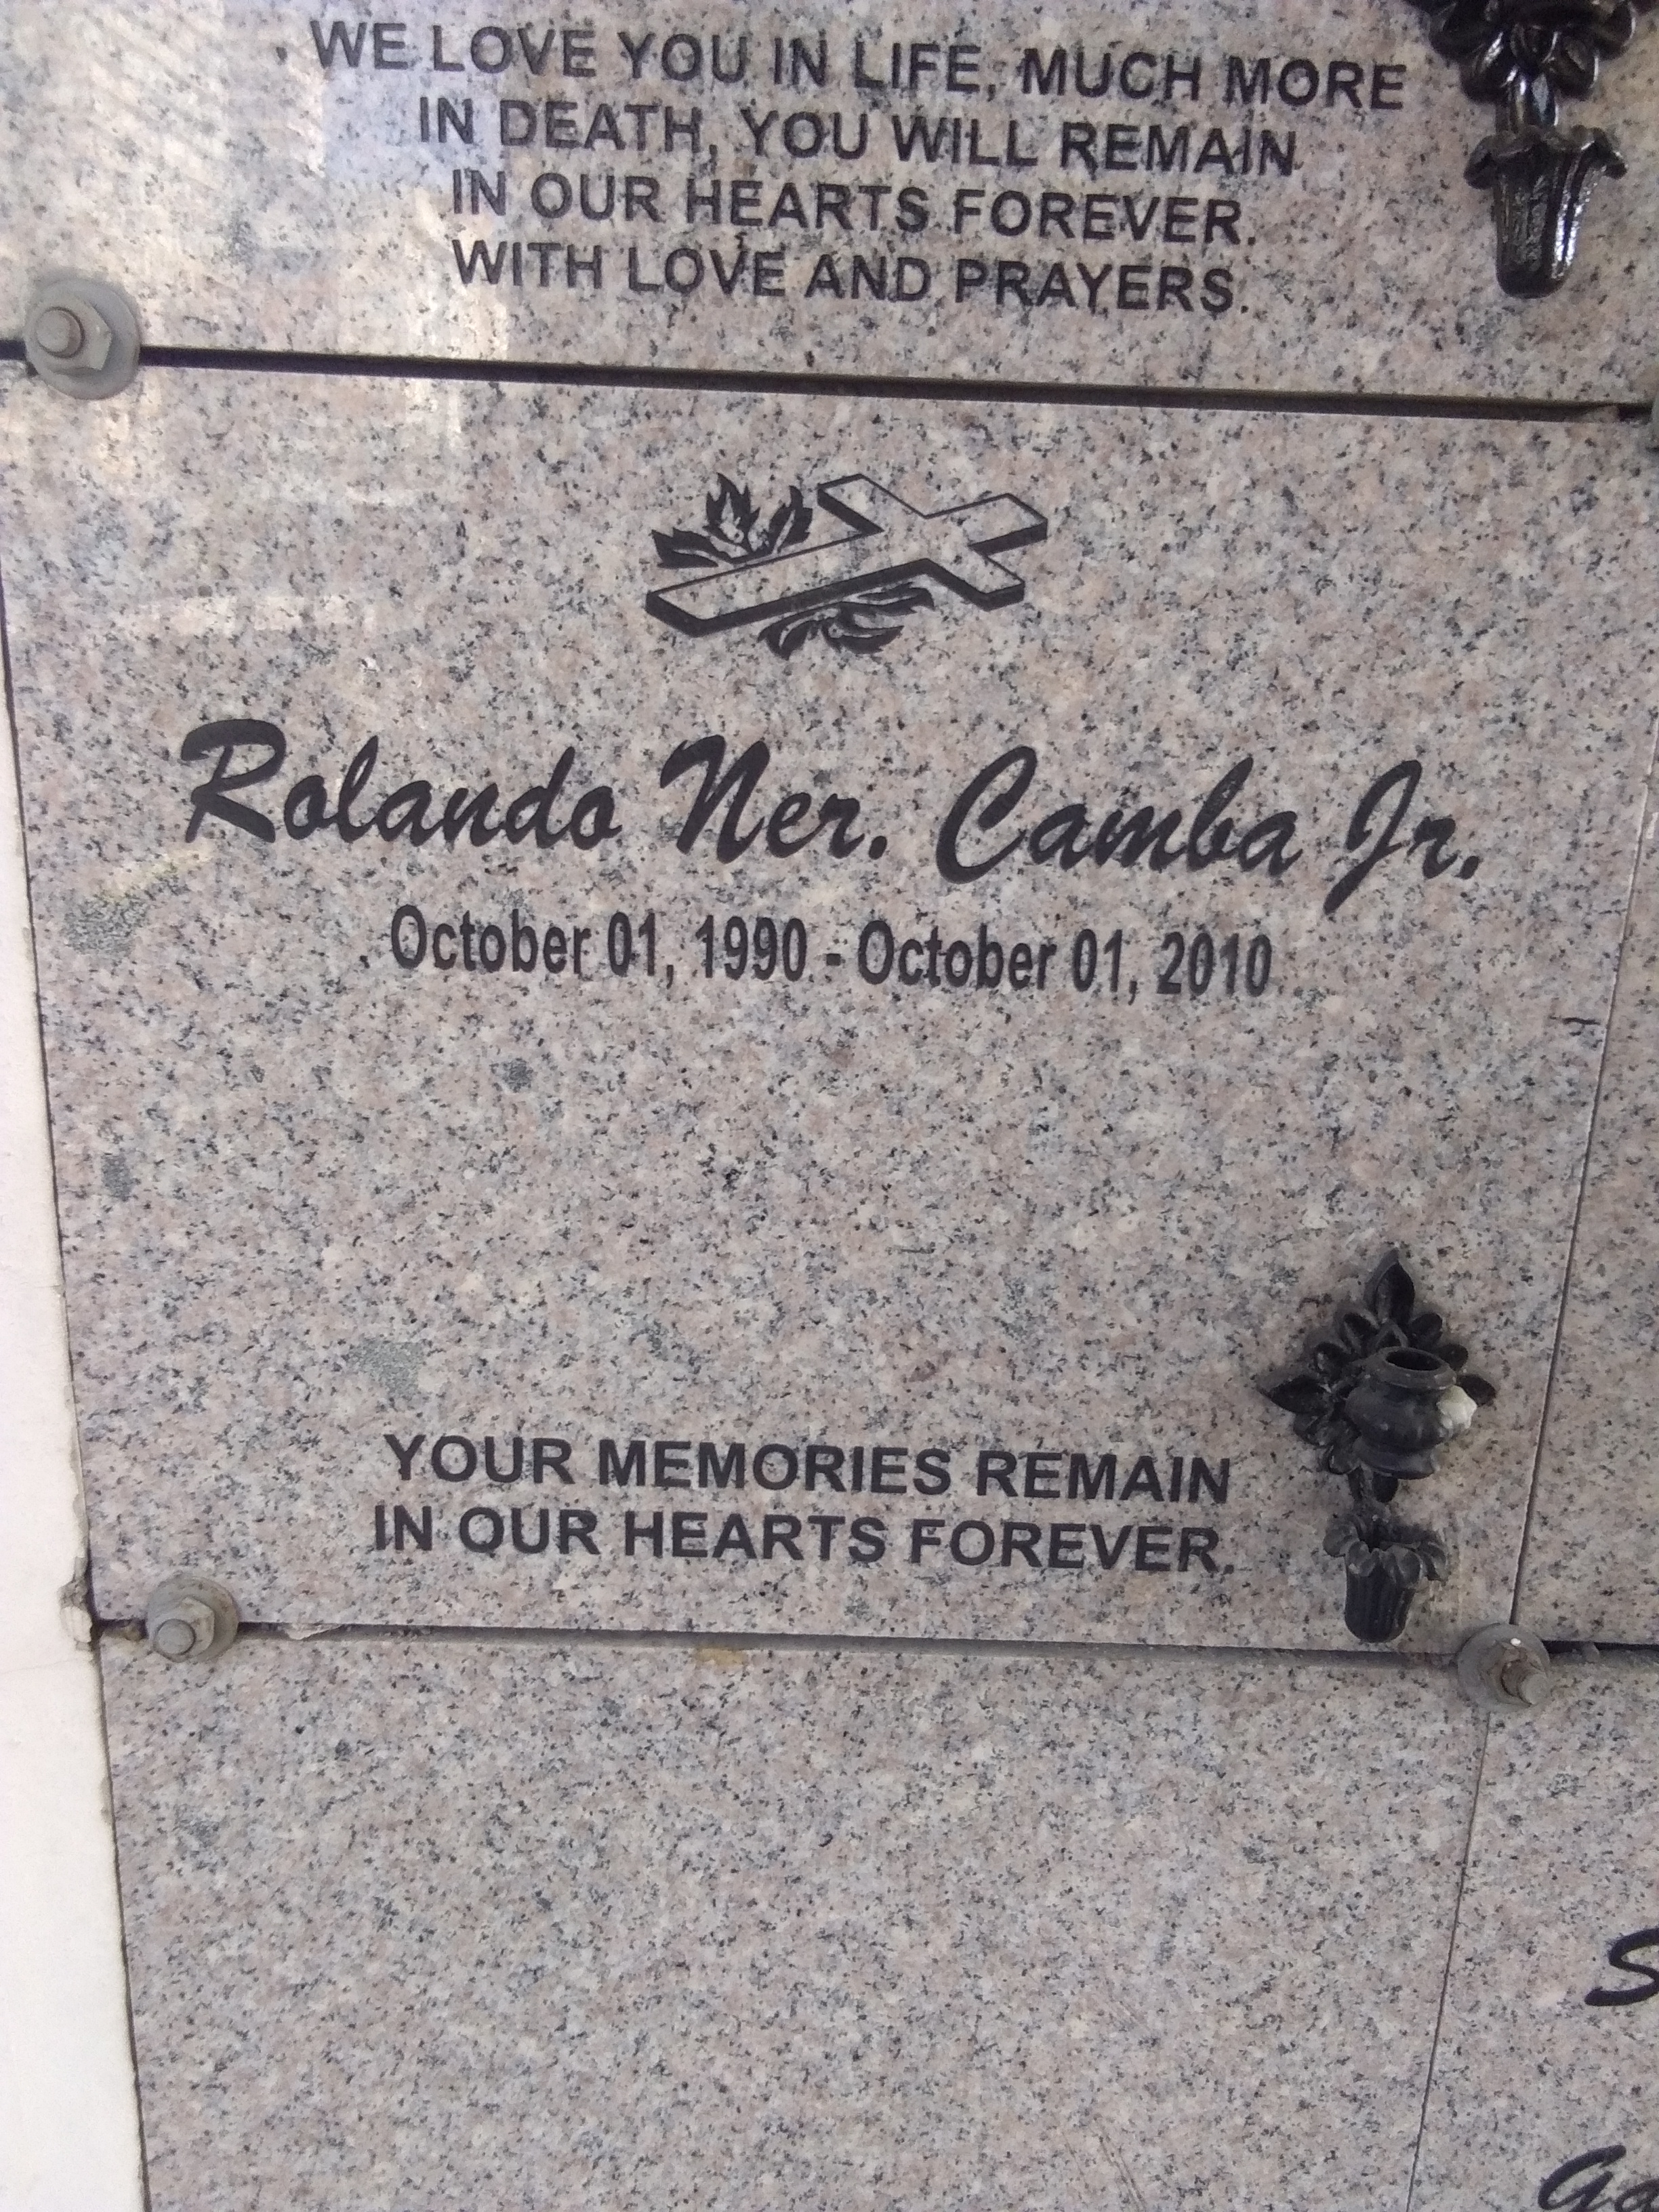 WE LOVE YOU IN LIFE, MUCH MORE
IN DEATH, YOU WILL REMAIN
IN OUR HEARTS FOREVER.
WITH LOVE AND PRAYERS.
Rolando Ner. Camba Jr.
October 01, 1990 - October 01, 2010
YOUR MEMORIES REMAIN
IN OUR HEARTS FOREVER.